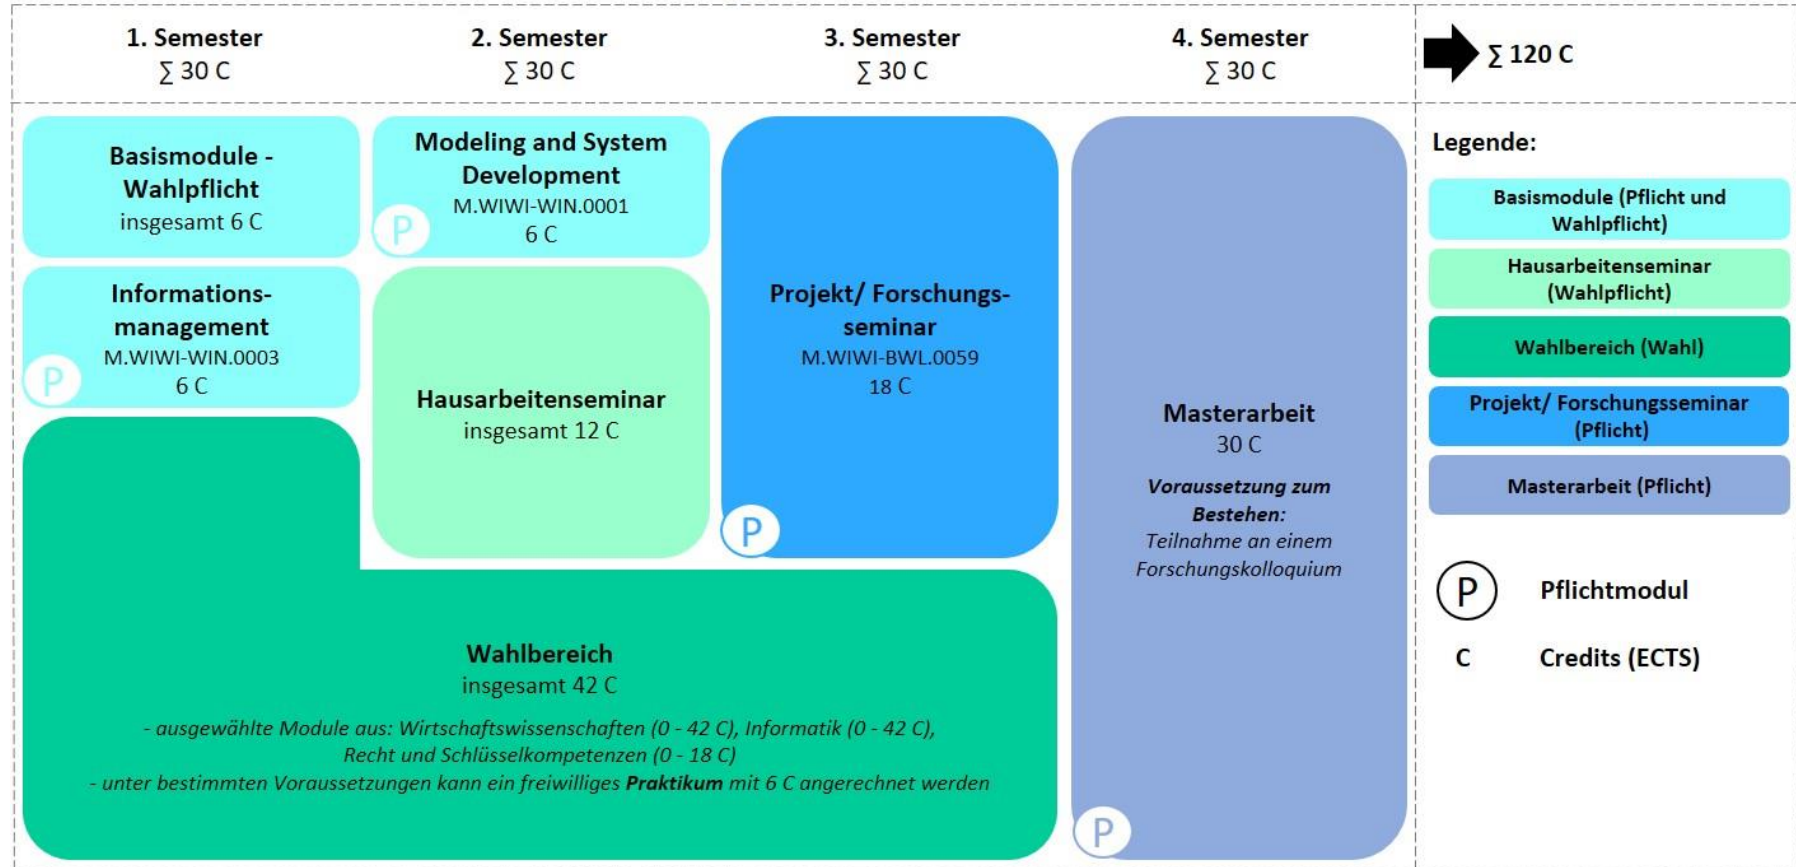 1. Semester
∑ 30 C
2. Semester
∑ 30 C
3. Semester
∑ 30 C
4. Semester
∑ 30 C
∑ 120 C
Basismodule -
Wahlpflicht
insgesamt 6 C
Informations-
management
M.WIWI-WIN.0003
6 C
P
Modeling and System
Development
M.WIWI-WIN.0001
6 C
P
Hausarbeitenseminar
insgesamt 12 C
Projekt/ Forschungs-
seminar
M.WIWI-BWL.0059
18 C
P
Masterarbeit
30 C
Voraussetzung zum
Bestehen:
Teilnahme an einem
Forschungskolloquium
P
Wahlbereich
insgesamt 42 C
- ausgewählte Module aus: Wirtschaftswissenschaften (0 - 42 C), Informatik (0 - 42 C),
Recht und Schlüsselkompetenzen (0 - 18 C)
- unter bestimmten Voraussetzungen kann ein freiwilliges Praktikum mit 6 C angerechnet werden
Legende:
Basismodule (Pflicht und
Wahlpflicht)
Hausarbeitenseminar
(Wahlpflicht)
Wahlbereich (Wahl)
Projekt/ Forschungsseminar
(Pflicht)
Masterarbeit (Pflicht)
P Pflichtmodul
C Credits (ECTS)